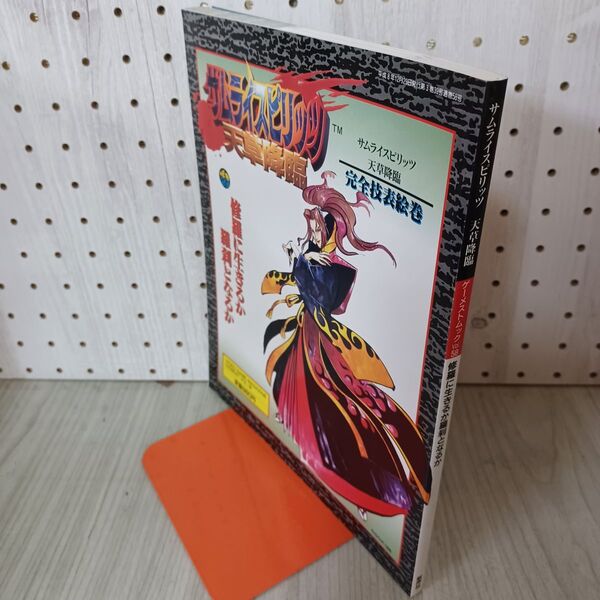 サムライスピリッツ
天草降臨
TM
サムライスピリッツ
天草降臨
完全技表絵巻
修羅に生きるか
羅刹となるか
サムライスピリッツ 天草降臨
ゲーメストムック VOL.58
修羅に生きるか羅刹となるか